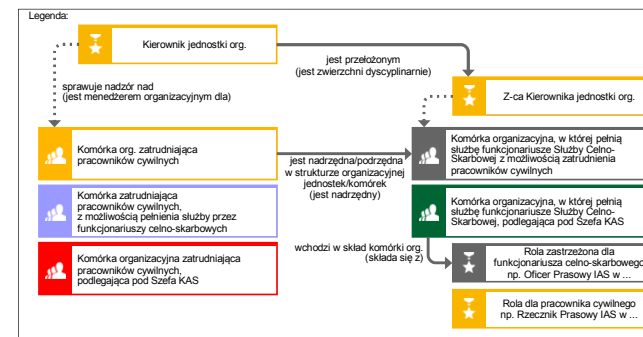 Legenda:
Kierownik jednostki org.
jest przełożonym
(jest zwierzchni dyscyplinarnie)
sprawuje nadzór nad
(jest menedżerem organizacyjnym dla)
Z-ca Kierownika jednostki org.
Komórka org. zatrudniająca
pracowników cywilnych
jest nadrzędna/podrzędna
w strukturze organizacyjnej
jednostek/komórek
(jest nadrzędny)
Komórka organizacyjna, w której pełnią
służbę funkcjonariusze Służby Celno-
Skarbowej z możliwością zatrudnienia
pracowników cywilnych
Komórka zatrudniająca
pracowników cywilnych,
z możliwością pełnienia służby przez
funkcjonariuszy celno-skarbowych
Komórka organizacyjna, w której pełnią
służbę funkcjonariusze Służby Celno-
Skarbowej, podlegająca pod Szefa KAS
Komórka organizacyjna zatrudniająca
pracowników cywilnych,
podlegająca pod Szefa KAS
wchodzi w skład komórki org.
(składa się z)
Rola zastrzeżona dla
funkcjonariusza celno-skarbowego
np. Oficer Prasowy IAS w ...
Rola dla pracownika cywilnego
np. Rzecznik Prasowy IAS w ...